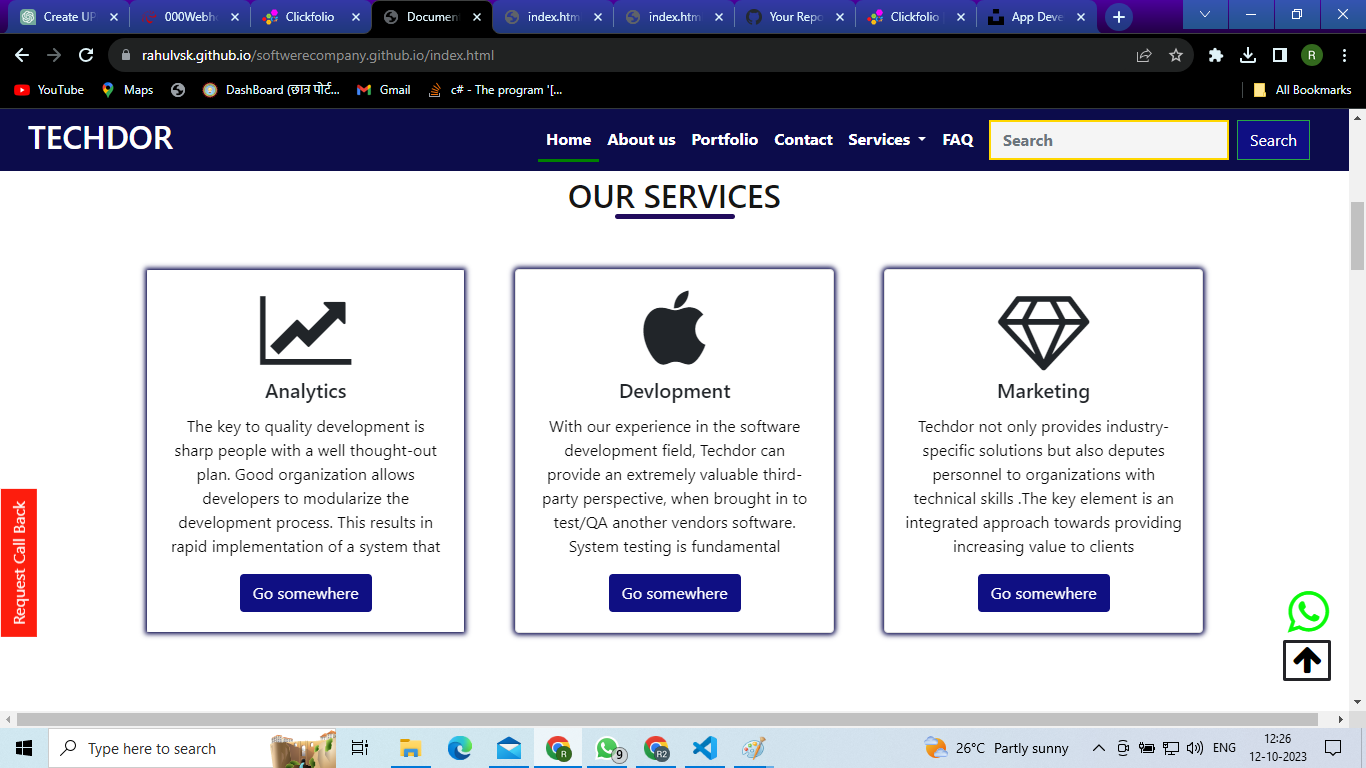 Create UP
000Webh
Clickfolio
Documen
index.htm
index.htm
Your Repo
Clickfolio
App Deve
rahulvsk.github.io/softwerecompany.github.io/index.html
R
YouTube
Maps
DashBoard (छात्र पोर्ट...
Gmail
c# - The program '[...
All Bookmarks
TECHDOR
Home
About us
Portfolio
Contact
Services
FAQ
Search
Search
OUR SERVICES
Analytics
The key to quality development is
sharp people with a well thought-out
plan. Good organization allows
developers to modularize the
development process. This results in
rapid implementation of a system that
Go somewhere
Devlopment
With our experience in the software
development field, Techdor can
provide an extremely valuable third-
party perspective, when brought in to
test/QA another vendors software.
System testing is fundamental
Go somewhere
Marketing
Techdor not only provides industry-
specific solutions but also deputes
personnel to organizations with
technical skills .The key element is an
integrated approach towards providing
increasing value to clients
Go somewhere
Request Call Back
Type here to search
R
9
R2
26°C Partly sunny
ENG
12:26
12-10-2023